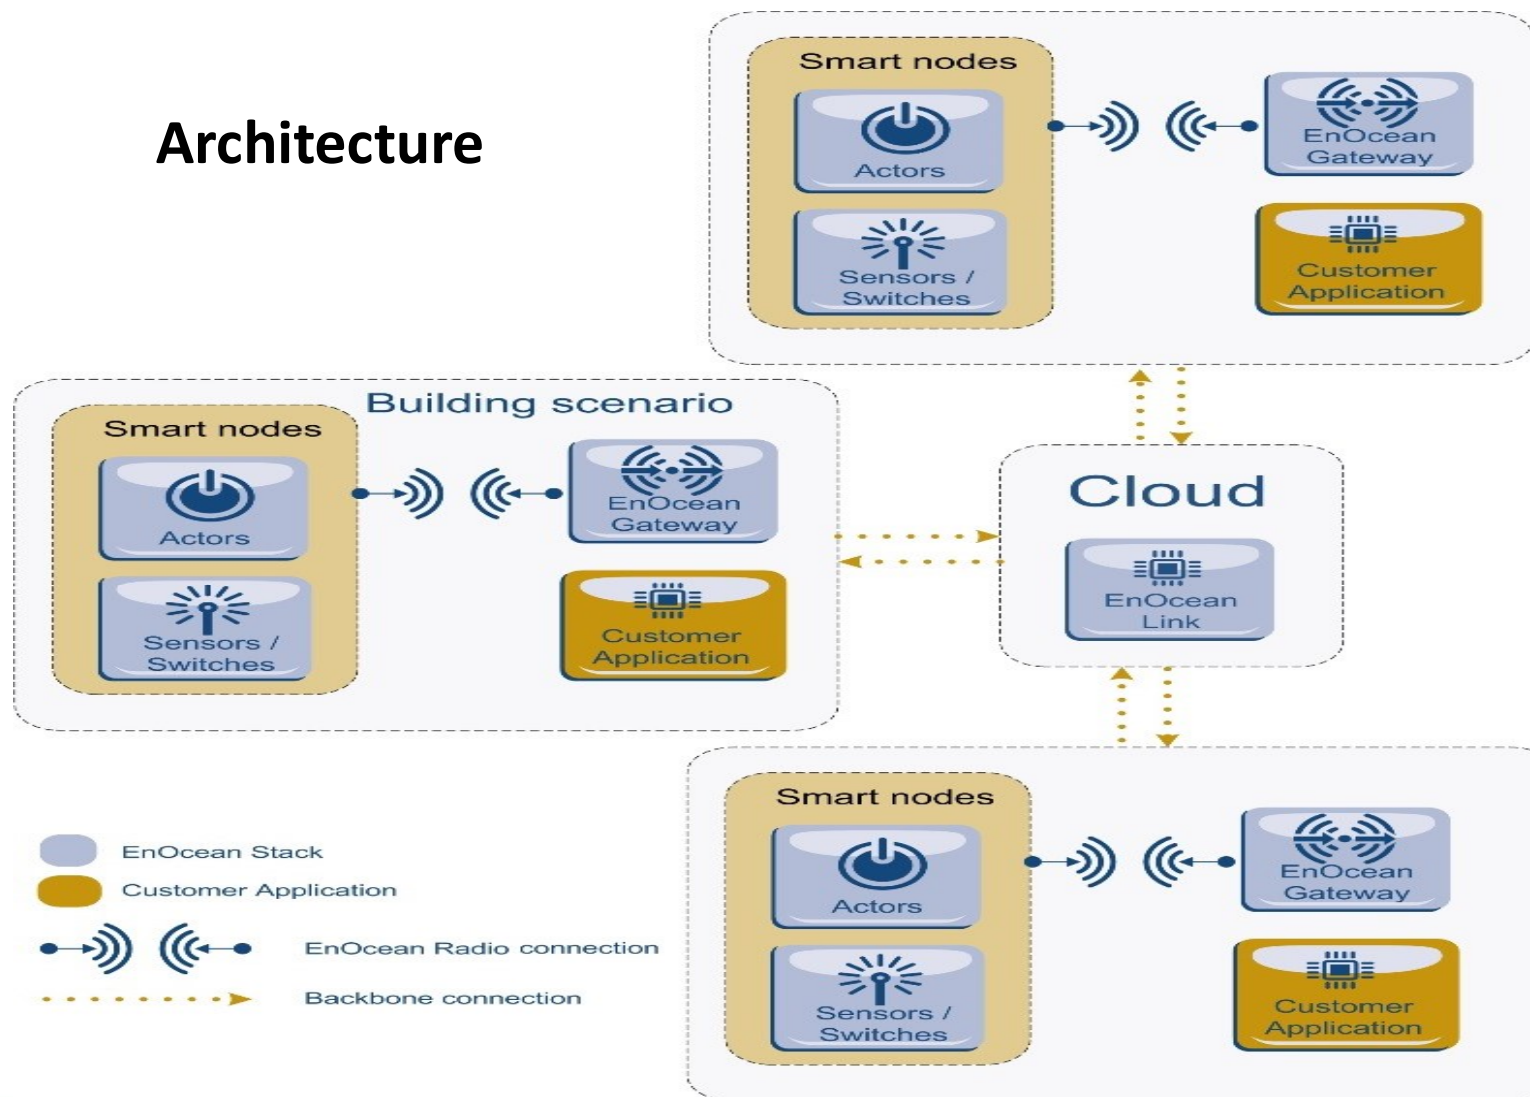 Architecture
Smart nodes
Actors
Sensors /
Switches
EnOcean
Gateway
Customer
Application
Building scenario
Smart nodes
Actors
Sensors /
Switches
EnOcean
Gateway
Customer
Application
Cloud
EnOcean
Link
Smart nodes
Actors
Sensors /
Switches
EnOcean
Gateway
Customer
Application
EnOcean Stack
Customer Application
EnOcean Radio connection
Backbone connection